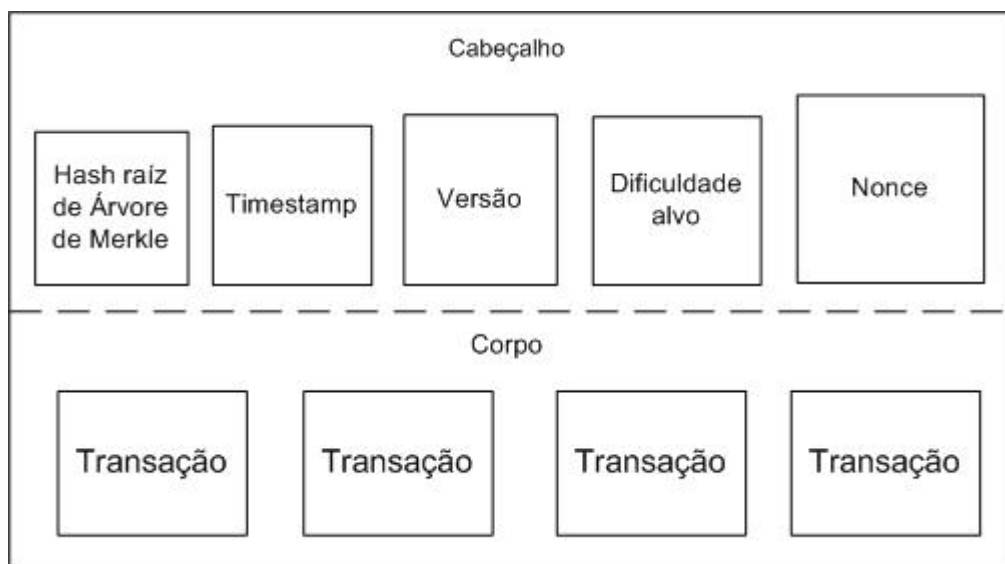 Cabeçalho
Hash raíz
de Árvore
de Merkle
Timestamp
Versão
Dificuldade
alvo
Nonce
Corpo
Transação
Transação
Transação
Transação